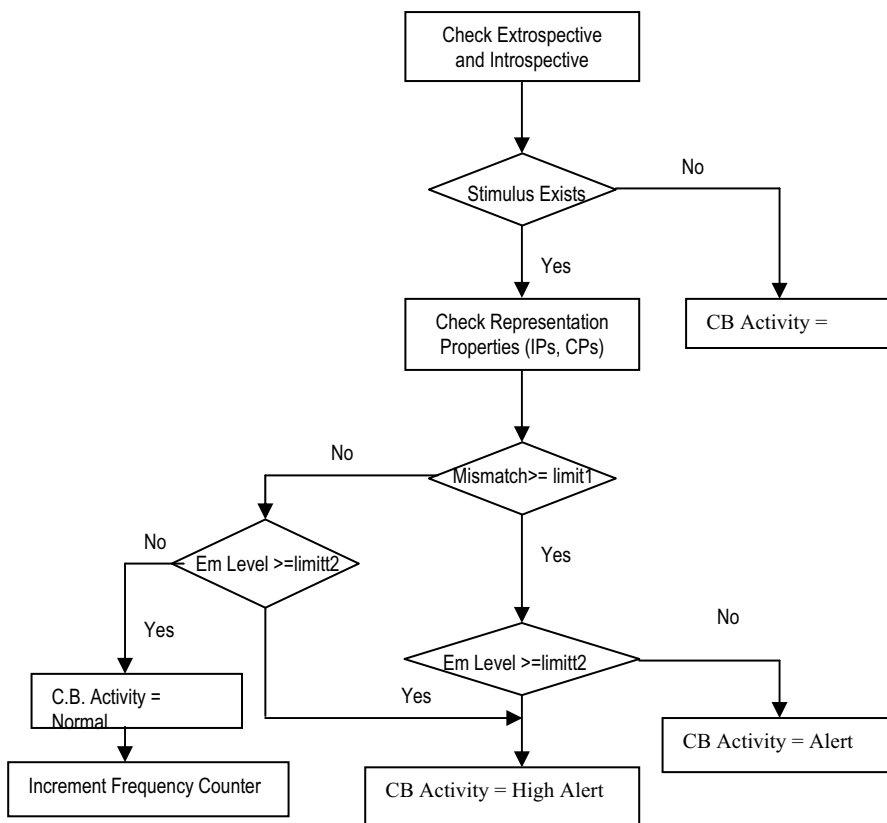 Check Extrospective
and Introspective
Stimulus Exists
No
Yes
Check Representation
Properties (IPs, CPs)
CB Activity =
Mismatch>= limit1
No
Yes
Em Level >=limitt2
No
Yes
Em Level >=limitt2
No
Yes
C.B. Activity =
Normal
CB Activity = Alert
Increment Frequency Counter
CB Activity = High Alert